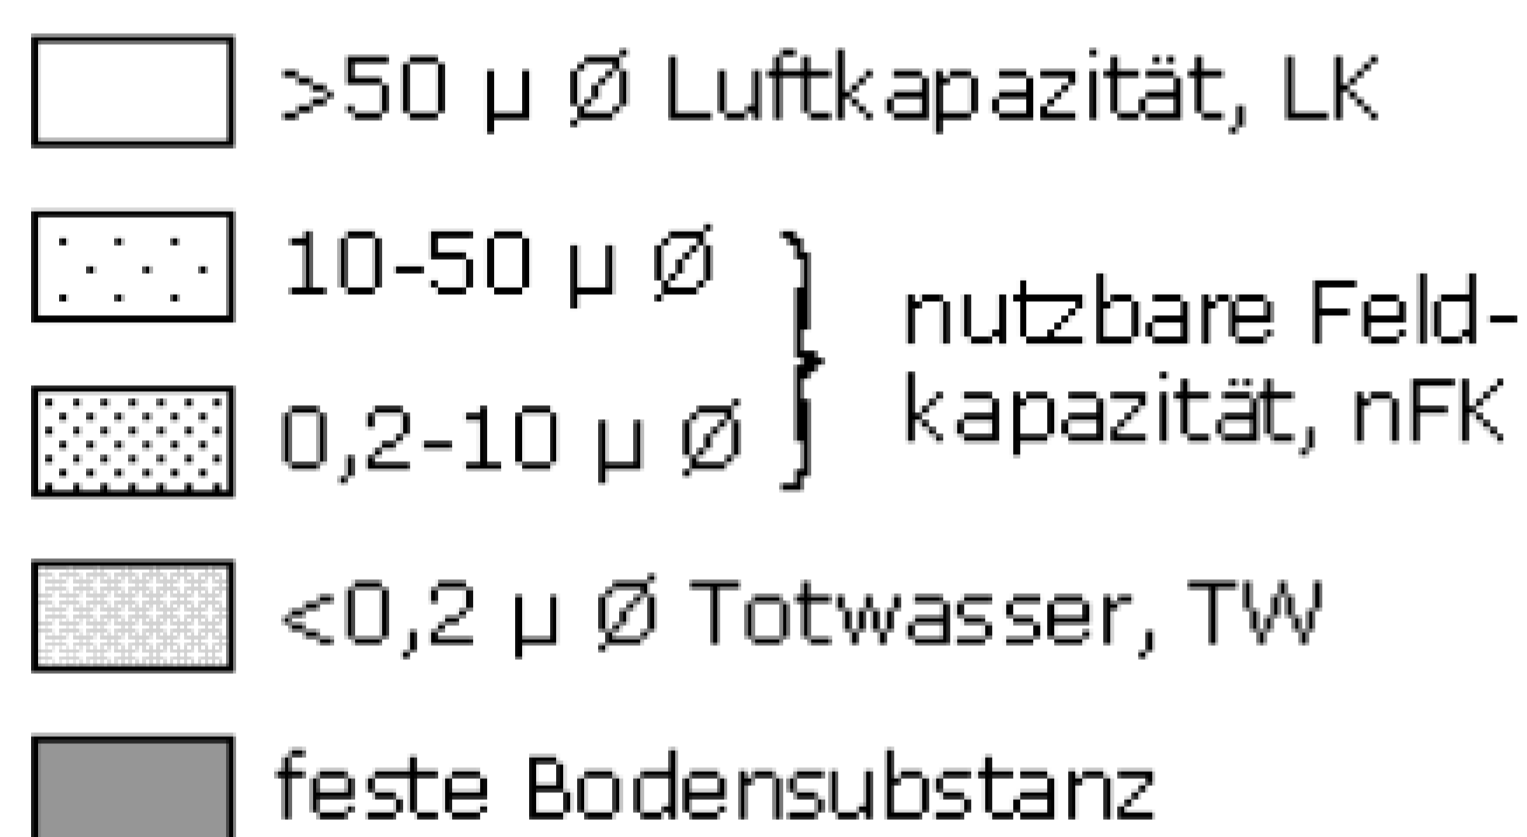 >50 µ Ø Luftkapazität, LK
10-50 µ Ø
0,2-10 µ Ø
nutzbare Feld-
kapazität, nFK
<0,2 µ Ø Totwasser, TW
feste Bodensubstanz